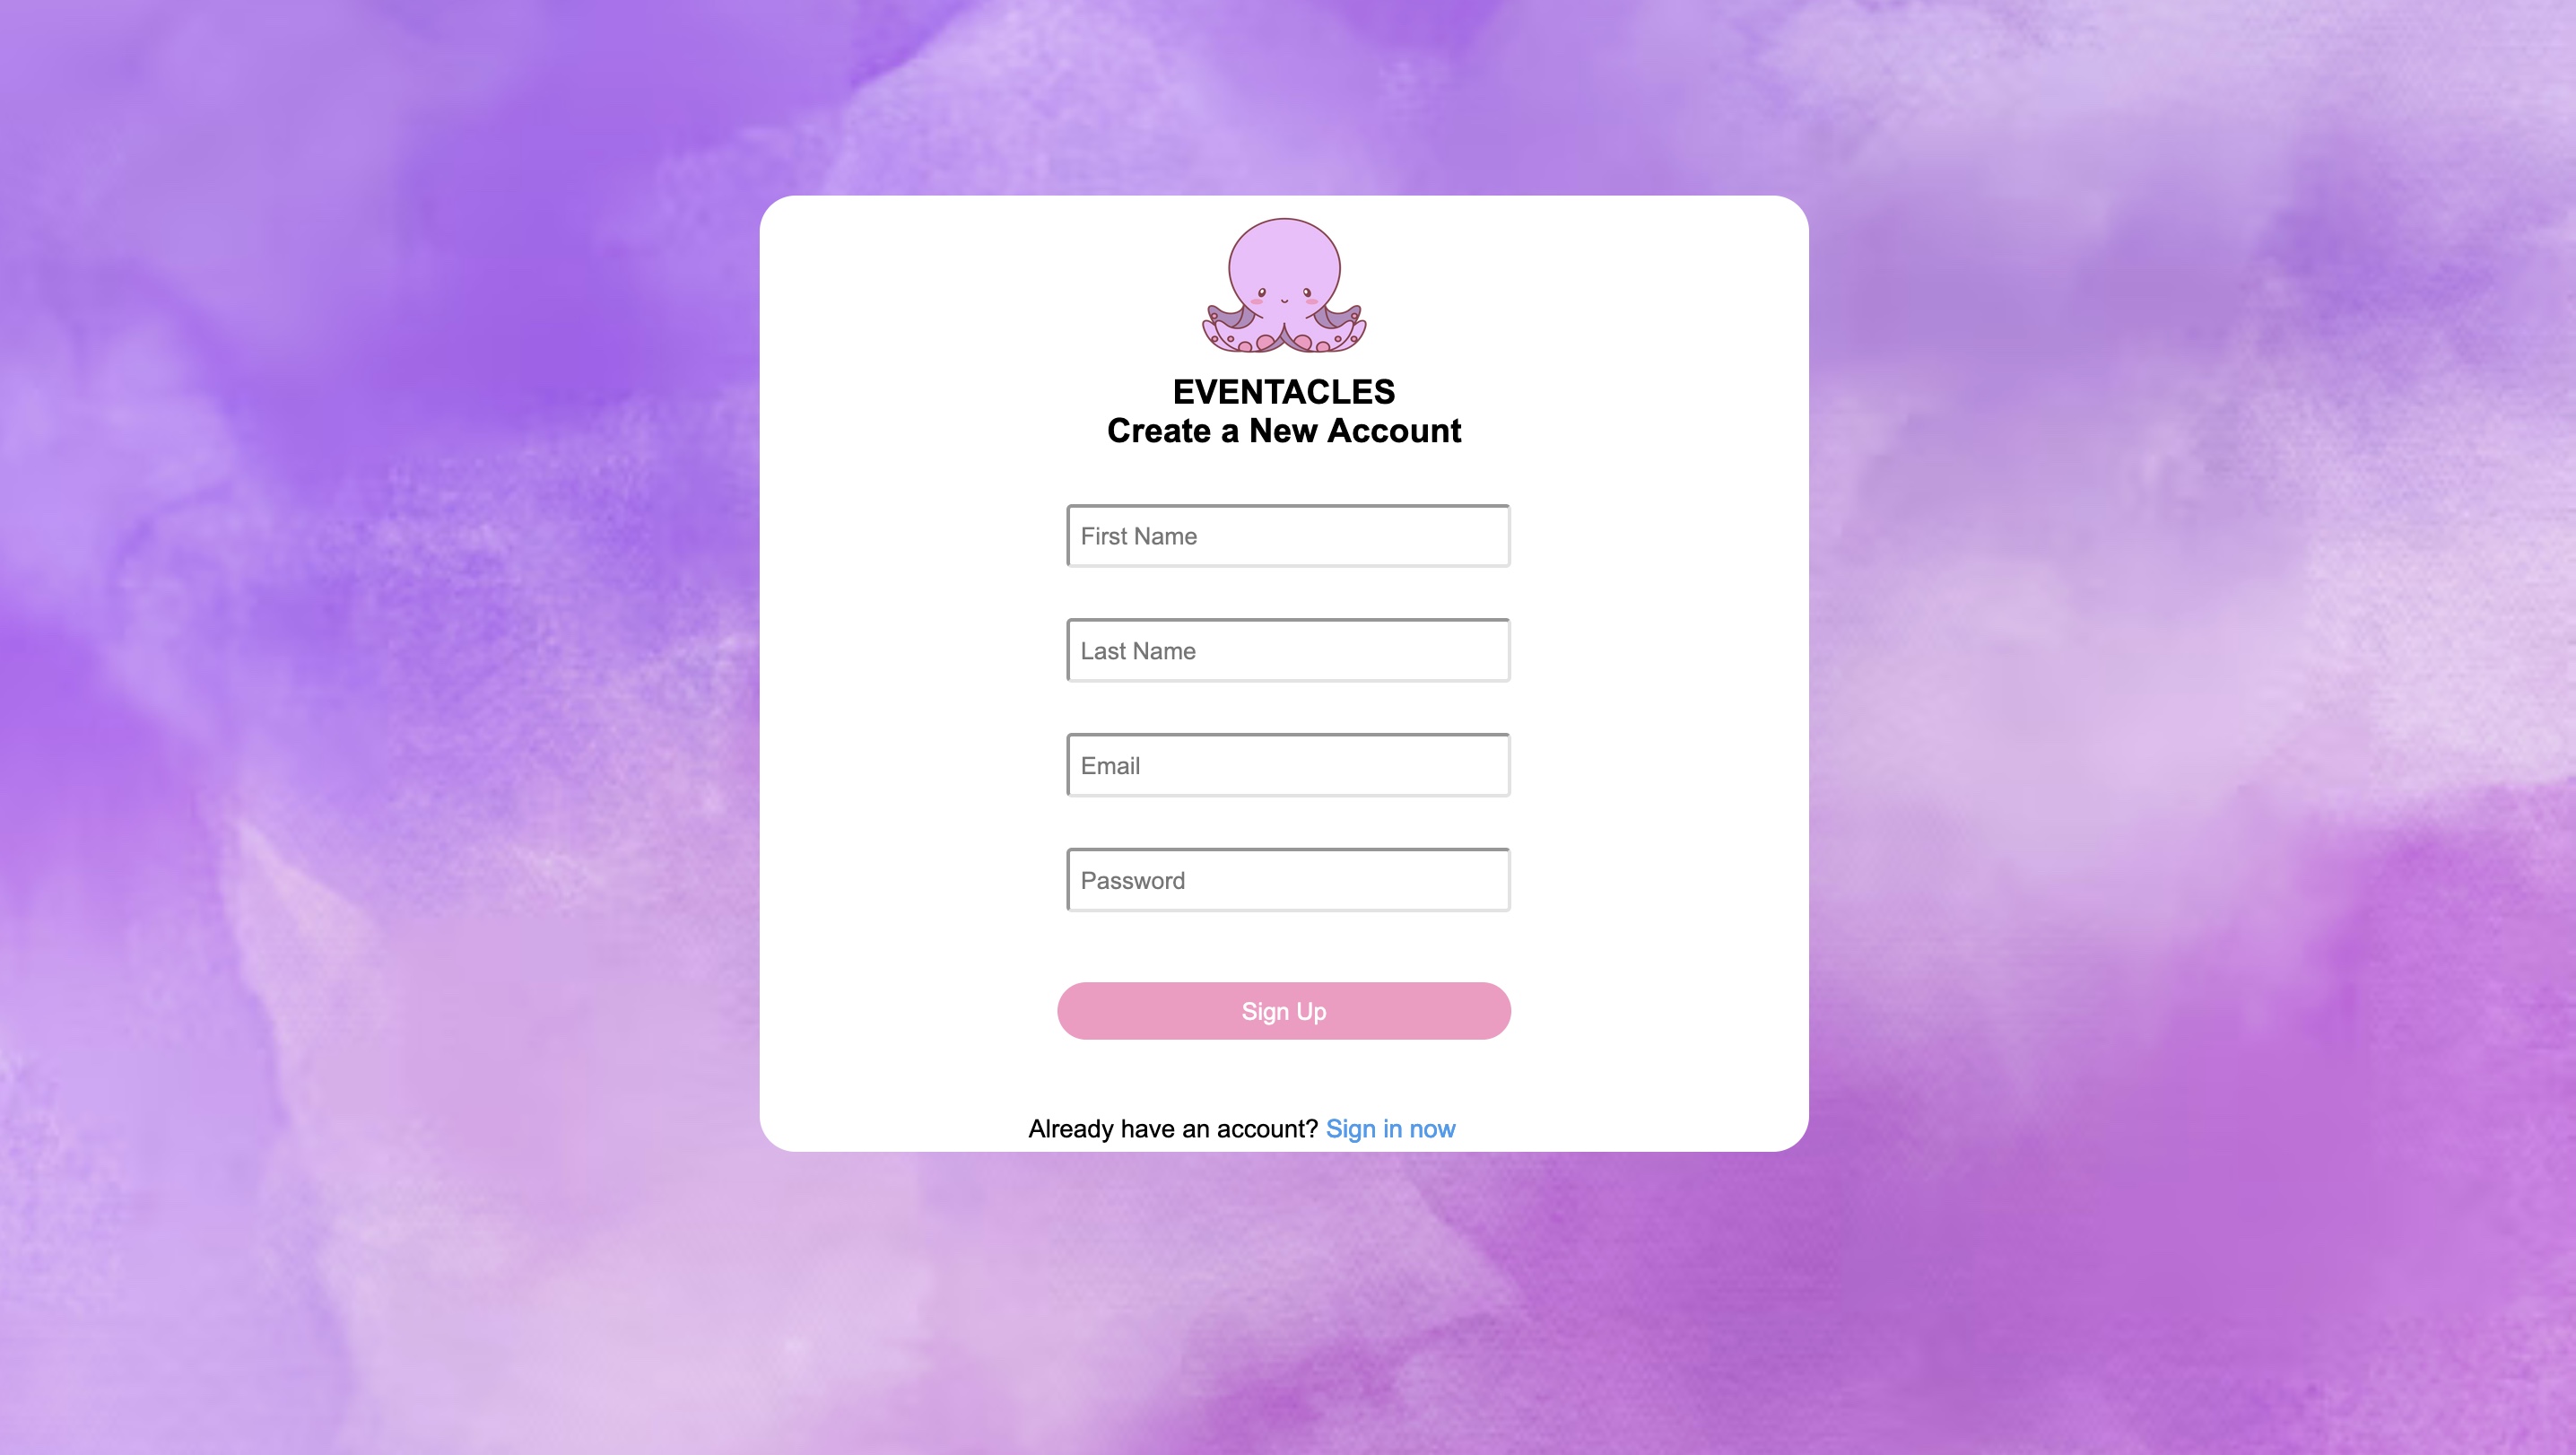 EVENTACLES
Create a New Account
First Name
Last Name
Email
Password
Sign Up
Already have an account? Sign in now